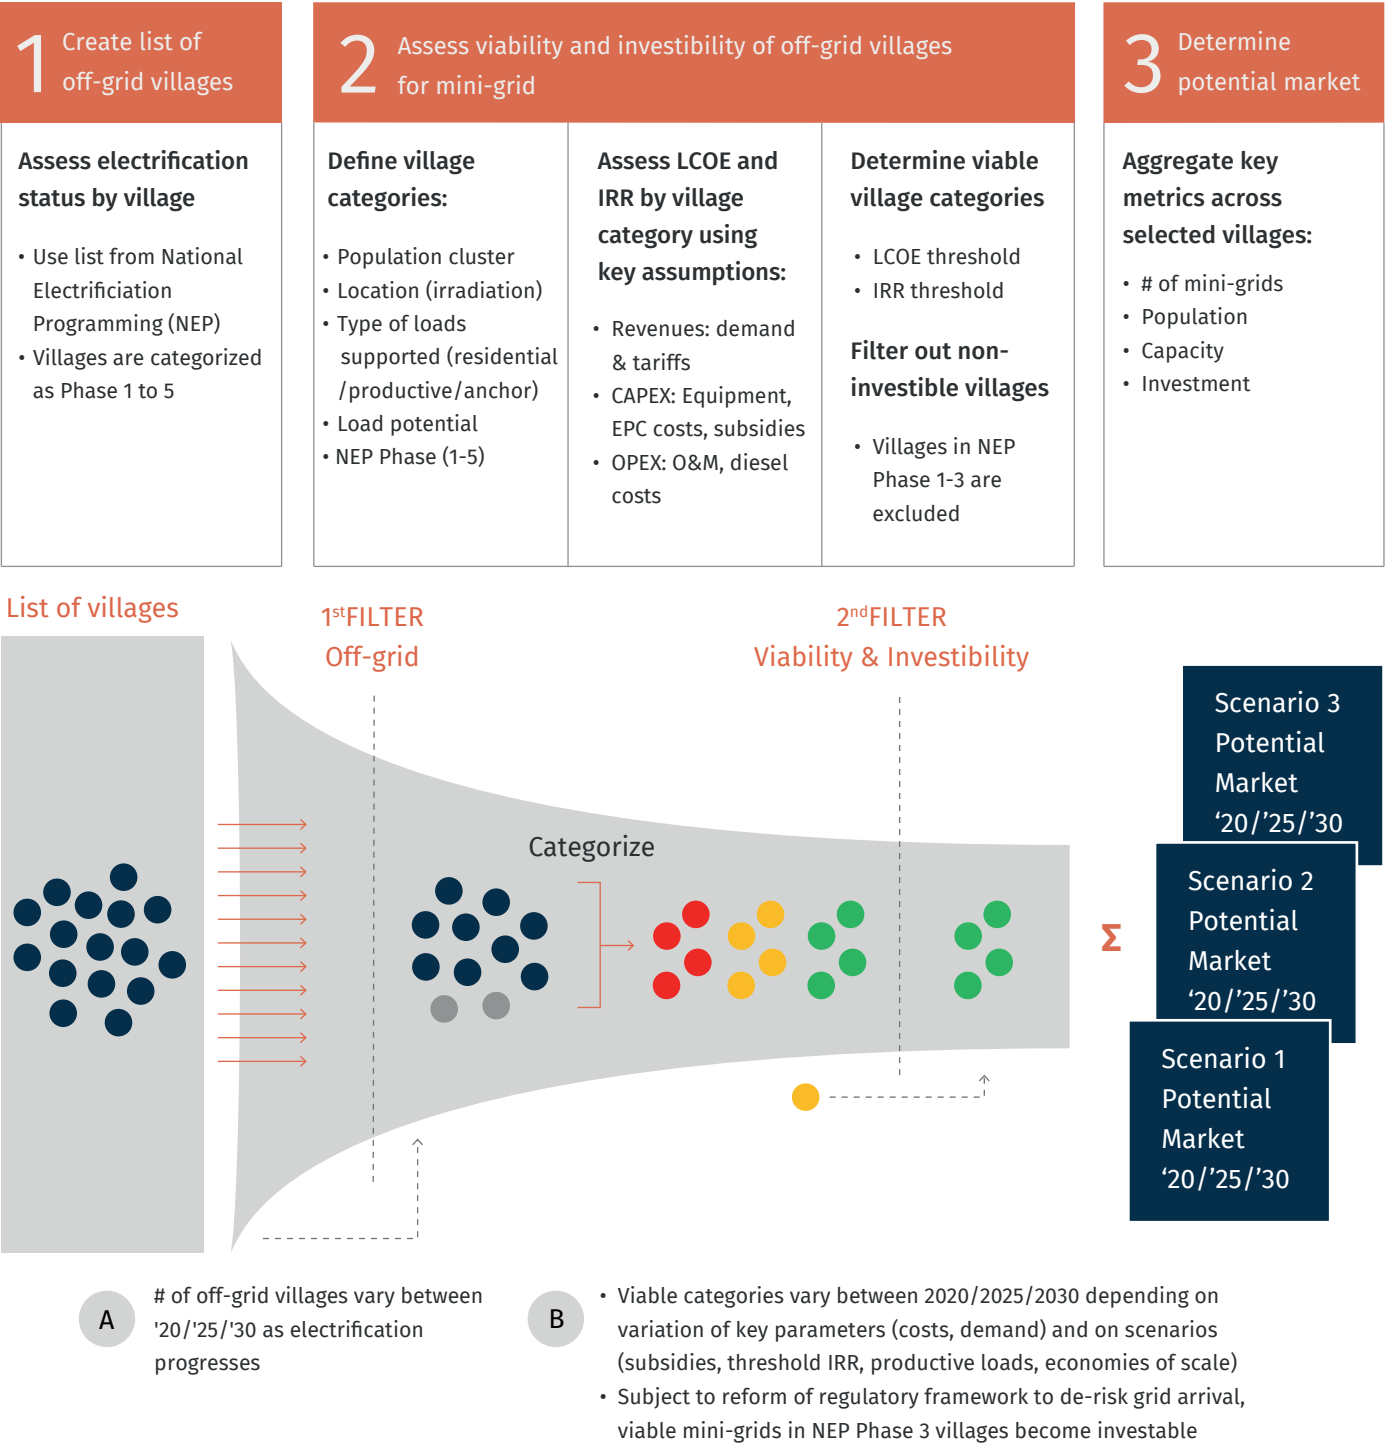 1 Create list of
off-grid villages
2 Assess viability and investibility of off-grid villages
for mini-grid
3 Determine
potential market
Assess electrification
status by village
• Use list from National
Electrificiation
Programming (NEP)
• Villages are categorized
as Phase 1 to 5
Define village
categories:
• Population cluster
• Location (irradiation)
• Type of loads
supported (residential
/productive/anchor)
• Load potential
• NEP Phase (1-5)
Assess LCOE and
IRR by village
category using
key assumptions:
• Revenues: demand
& tariffs
• CAPEX: Equipment,
EPC costs, subsidies
• OPEX: O&M, diesel
costs
Determine viable
village categories
• LCOE threshold
• IRR threshold
Filter out non-
investible villages
• Villages in NEP
Phase 1-3 are
excluded
Aggregate key
metrics across
selected villages:
• # of mini-grids
• Population
• Capacity
• Investment
List of villages
1st FILTER
Off-grid
2nd FILTER
Viability & Investibility
Categorize
Σ
Scenario 3
Potential
Market
‘20/’25/’30
Scenario 2
Potential
Market
‘20/’25/’30
Scenario 1
Potential
Market
‘20/’25/’30
A
# of off-grid villages vary between
'20/'25/'30 as electrification
progresses
B
• Viable categories vary between 2020/2025/2030 depending on
variation of key parameters (costs, demand) and on scenarios
(subsidies, threshold IRR, productive loads, economies of scale)
• Subject to reform of regulatory framework to de-risk grid arrival,
viable mini-grids in NEP Phase 3 villages become investable